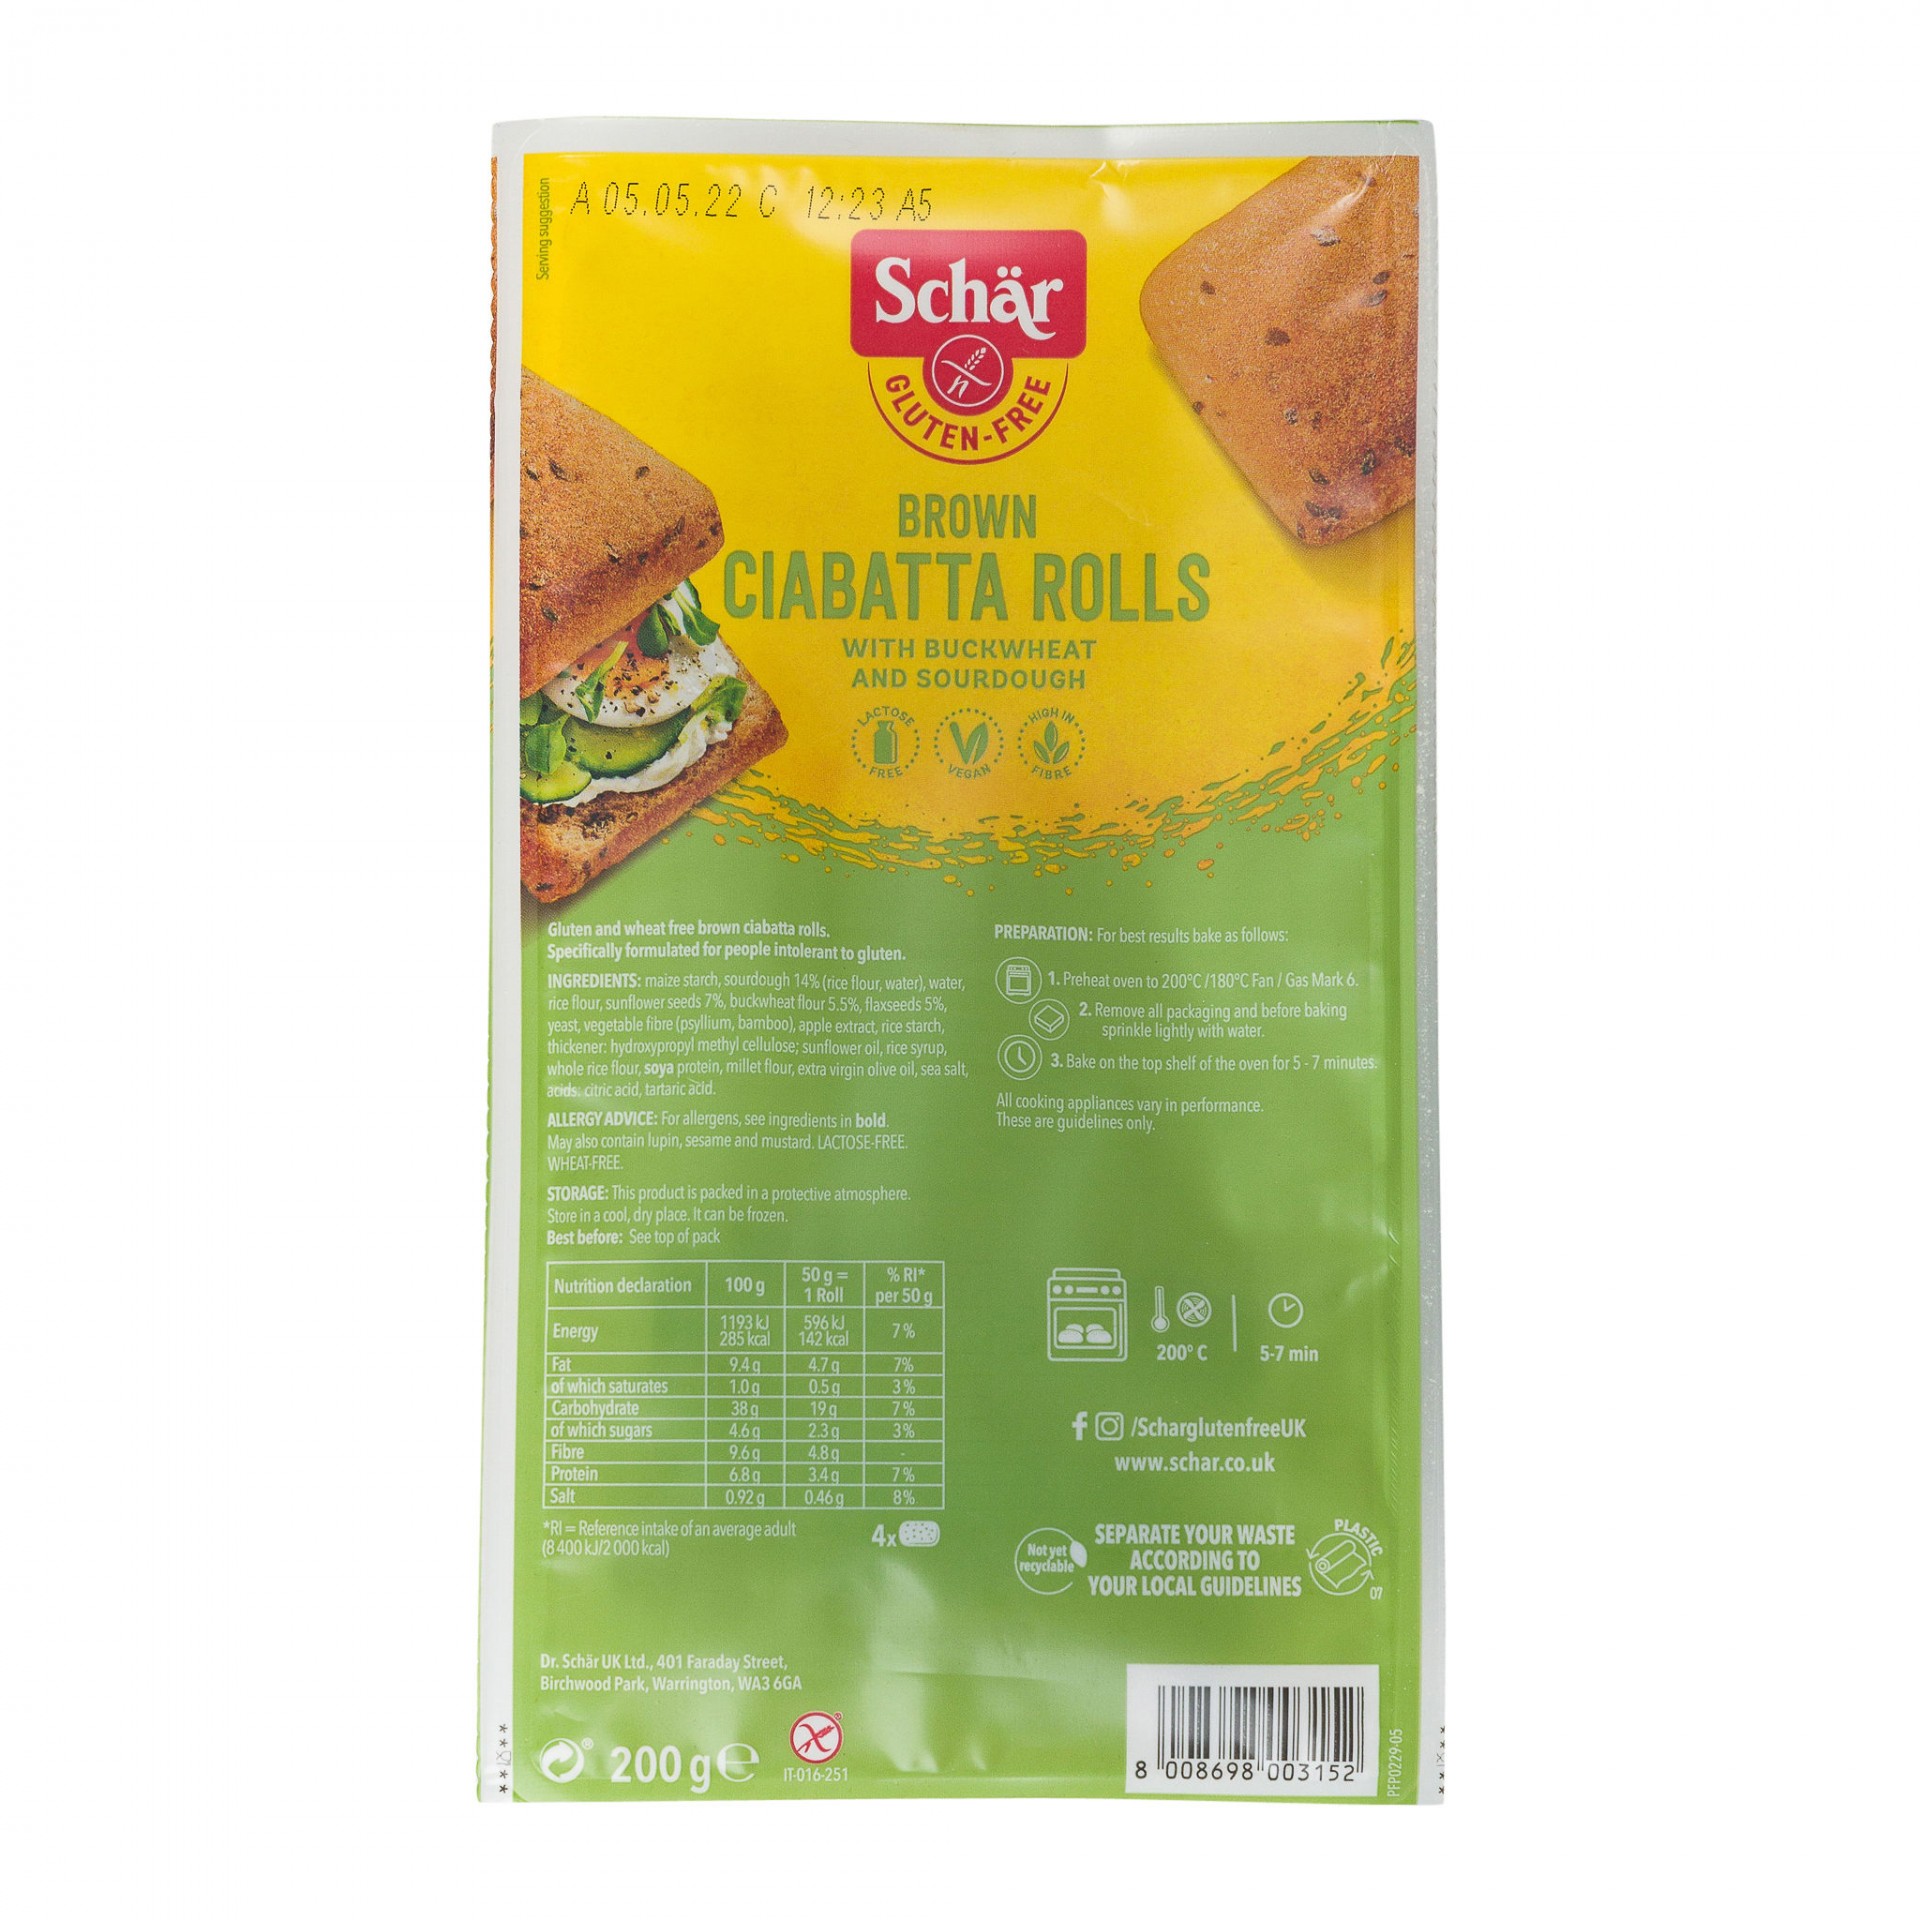 Serving suggestion
A 05.05.22 C 12:23 A5
Schär
GLUTEN-FREE
BROWN
CIABATTA ROLLS
WITH BUCKWHEAT
AND SOURDOUGH
LACTOSE FREE
VEGAN
HIGH IN FIBRE
Gluten and wheat free brown ciabatta rolls.
Specifically formulated for people intolerant to gluten.
INGREDIENTS: maize starch, sourdough 14% (rice flour, water), water,
rice flour, sunflower seeds 7%, buckwheat flour 5.5%, flaxseeds 5%,
yeast, vegetable fibre (psyllium, bamboo), apple extract, rice starch,
thickener: hydroxypropyl methyl cellulose; sunflower oil, rice syrup,
whole rice flour, soya protein, millet flour, extra virgin olive oil, sea salt,
acids: citric acid, tartaric acid.
ALLERGY ADVICE: For allergens, see ingredients in bold.
May also contain lupin, sesame and mustard. LACTOSE-FREE.
WHEAT-FREE.
STORAGE: This product is packed in a protective atmosphere.
Store in a cool, dry place. It can be frozen.
Best before: See top of pack
Nutrition declaration 100 g 50 g = 1 Roll % RI* per 50 g
Energy 1193 kJ 285 kcal 596 kJ 142 kcal 7%
Fat 9.4 g 4.7 g 7%
of which saturates 1.0 g 0.5 g 3%
Carbohydrate 38 g 19 g 7%
of which sugars 4.6 g 2.3 g 3%
Fibre 9.6 g 4.8 g -
Protein 6.8 g 3.4 g 7%
Salt 0.92 g 0.46 g 8%
*RI = Reference intake of an average adult
(8 400 kJ/2 000 kcal)
4x
PREPARATION: For best results bake as follows:
1. Preheat oven to 200°C /180°C Fan / Gas Mark 6.
2. Remove all packaging and before baking
sprinkle lightly with water.
3. Bake on the top shelf of the oven for 5 - 7 minutes.
All cooking appliances vary in performance.
These are guidelines only.
200° C
5-7 min
/ScharglutenfreeUK
www.schar.co.uk
Not yet
recyclable
SEPARATE YOUR WASTE
ACCORDING TO
YOUR LOCAL GUIDELINES
PLASTIC
07
Dr. Schär UK Ltd., 401 Faraday Street,
Birchwood Park, Warrington, WA3 6GA
200 g e
IT-016-251
8 008698 003152
PFP0229-05